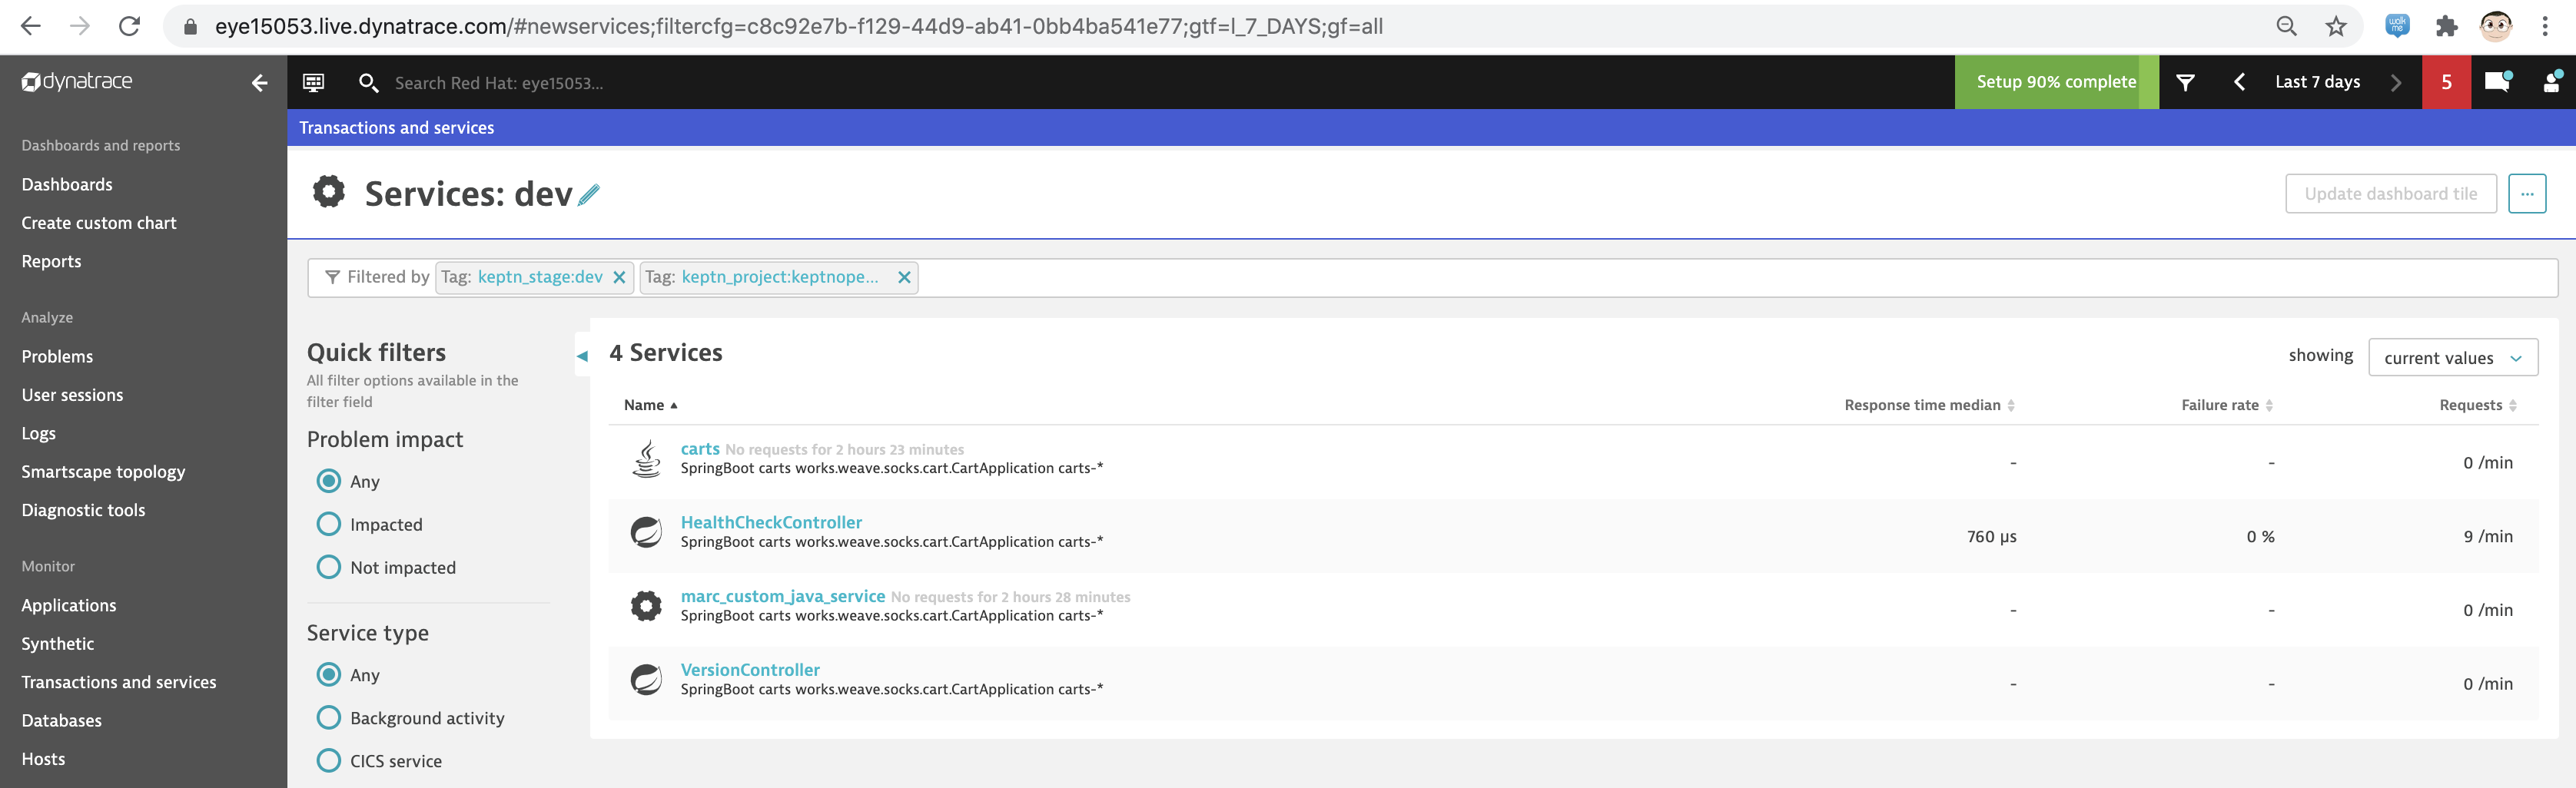 eye15053.live.dynatrace.com/#newservices;filtercfg=c8c92e7b-f129-44d9-ab41-0bb4ba541e77;gtf=l_7_DAYS;gf=all
walk me
dynatrace
Search Red Hat: eye15053...
Setup 90% complete
Last 7 days
5
Transactions and services
Dashboards and reports
Dashboards
Create custom chart
Reports
Analyze
Problems
User sessions
Logs
Smartscape topology
Diagnostic tools
Monitor
Applications
Synthetic
Transactions and services
Databases
Hosts
Services: dev
Update dashboard tile
...
Filtered by Tag: keptn_stage:dev Tag: keptn_project:keptnope...
Quick filters
All filter options available in the
filter field
Problem impact
Any
Impacted
Not impacted
Service type
Any
Background activity
CICS service
4 Services
showing current values
Name Response time median Failure rate Requests
carts No requests for 2 hours 23 minutes
SpringBoot carts works.weave.socks.cart.CartApplication carts-*
- - 0 /min
HealthCheckController
SpringBoot carts works.weave.socks.cart.CartApplication carts-*
760 µs 0 % 9 /min
marc_custom_java_service No requests for 2 hours 28 minutes
SpringBoot carts works.weave.socks.cart.CartApplication carts-*
- - 0 /min
VersionController
SpringBoot carts works.weave.socks.cart.CartApplication carts-*
- - 0 /min